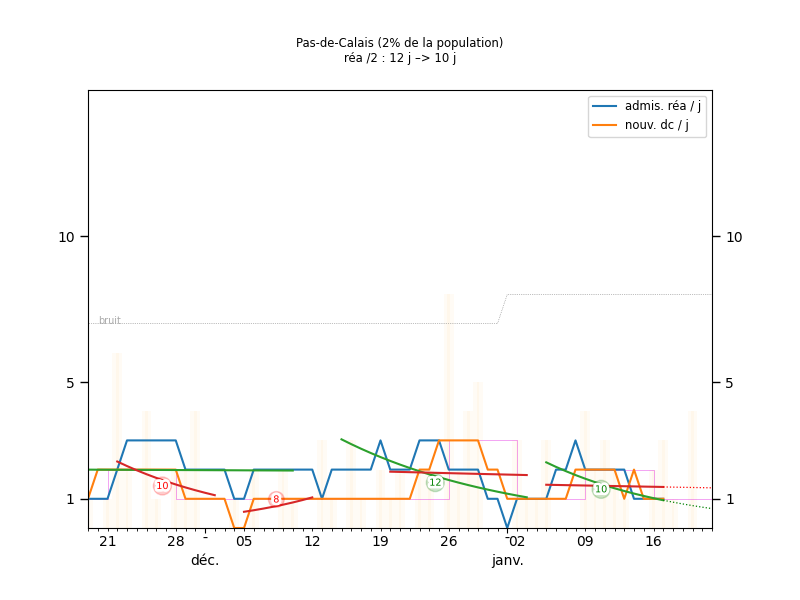 Pas-de-Calais (2% de la population)
réa /2 : 12 j –> 10 j
admis. réa / j
nouv. dc / j
10 10
bruit
5 5
10 8 12 10
1 1
21 28 - 05 12 19 26 - 02 09 16
déc. janv.